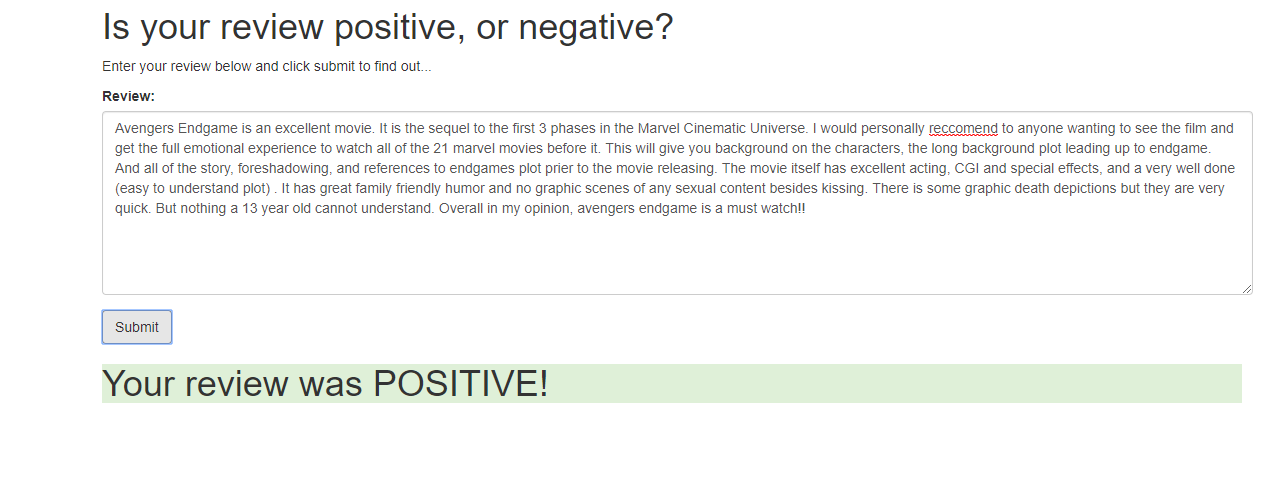 Is your review positive, or negative?
Enter your review below and click submit to find out...
Review:
Avengers Endgame is an excellent movie. It is the sequel to the first 3 phases in the Marvel Cinematic Universe. I would personally reccomend to anyone wanting to see the film and
get the full emotional experience to watch all of the 21 marvel movies before it. This will give you background on the characters, the long background plot leading up to endgame.
And all of the story, foreshadowing, and references to endgames plot prier to the movie releasing. The movie itself has excellent acting, CGI and special effects, and a very well done
(easy to understand plot) . It has great family friendly humor and no graphic scenes of any sexual content besides kissing. There is some graphic death depictions but they are very
quick. But nothing a 13 year old cannot understand. Overall in my opinion, avengers endgame is a must watch!!
Submit
Your review was POSITIVE!